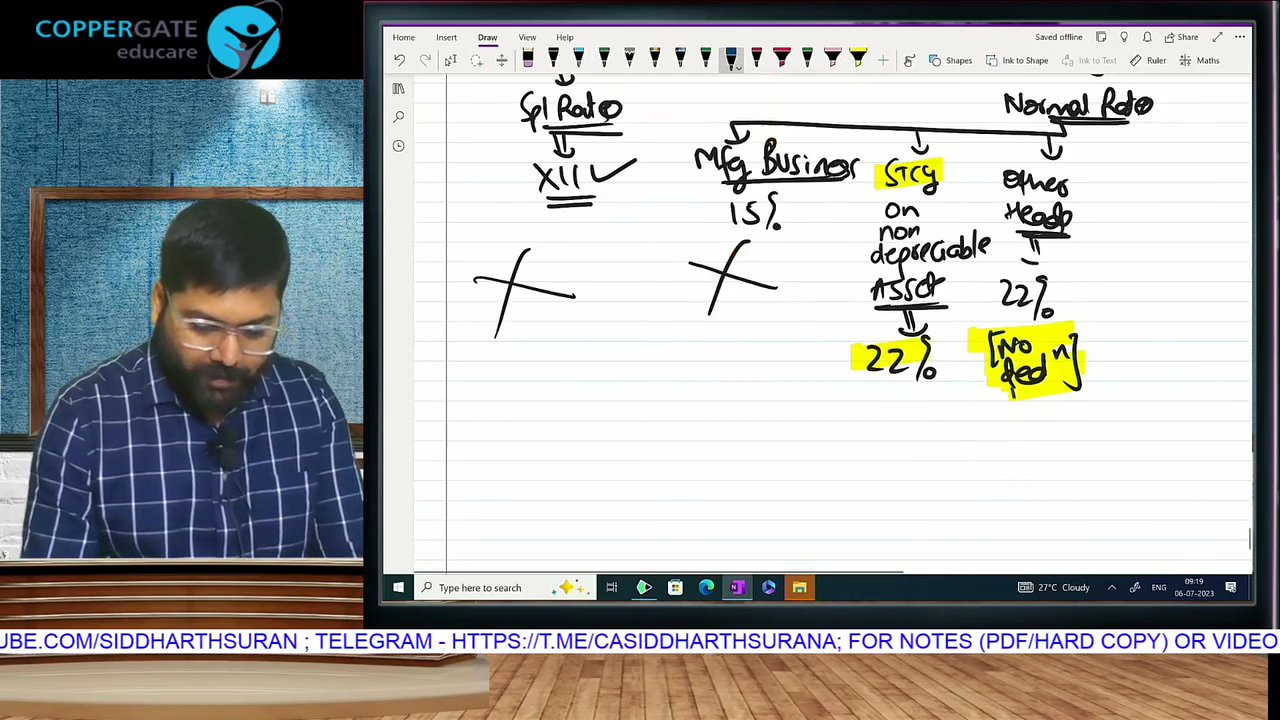 COPPERGATE
educare
Home Insert Draw View Help
Saved offline
Share
Shapes
Ink to Shape
Ink to Text
Ruler
Maths
Spl Rate
XII
Normal Rate
Mfg Business
15%
STCG
on
non
depreciable
Asset
22%
Other
Heads
22%
[No
Dedn]
Type here to search
27°C Cloudy
ENG
09:19
06-07-2023
UBE.COM/SIDDHARTHSURAN ; TELEGRAM - HTTPS://T.ME/CASIDDHARTHSURANA; FOR NOTES (PDF/HARD COPY) OR VIDEO